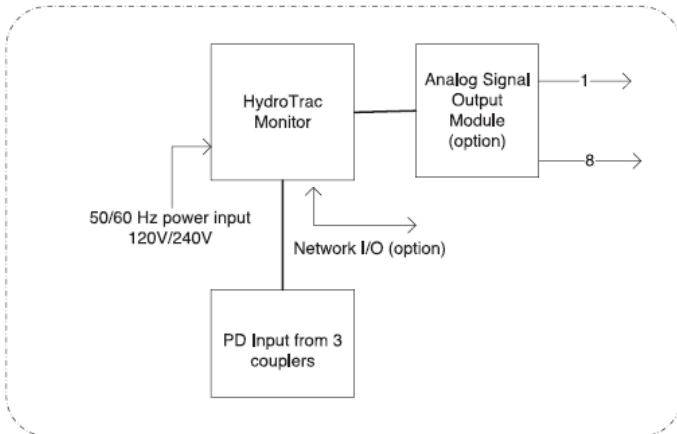 HydroTrac
Monitor
Analog Signal
Output
Module
(option)
1
8
50/60 Hz power input
120V/240V
Network I/O (option)
PD Input from 3
couplers